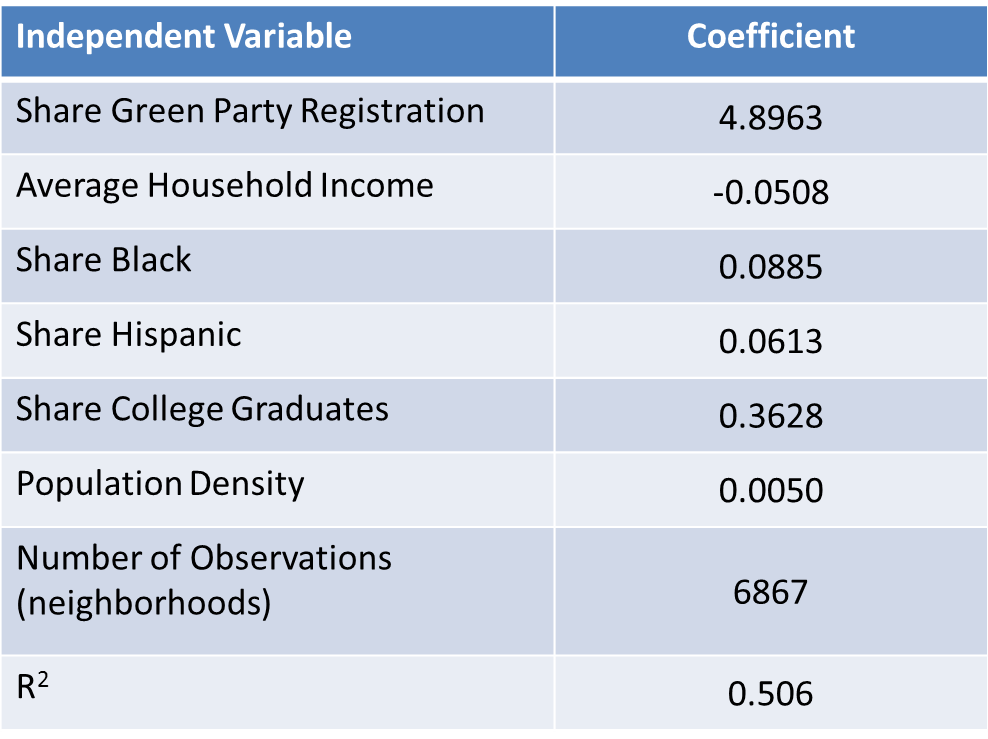 Independent Variable Coefficient
Share Green Party Registration 4.8963
Average Household Income -0.0508
Share Black 0.0885
Share Hispanic 0.0613
Share College Graduates 0.3628
Population Density 0.0050
Number of Observations
(neighborhoods) 6867
R² 0.506